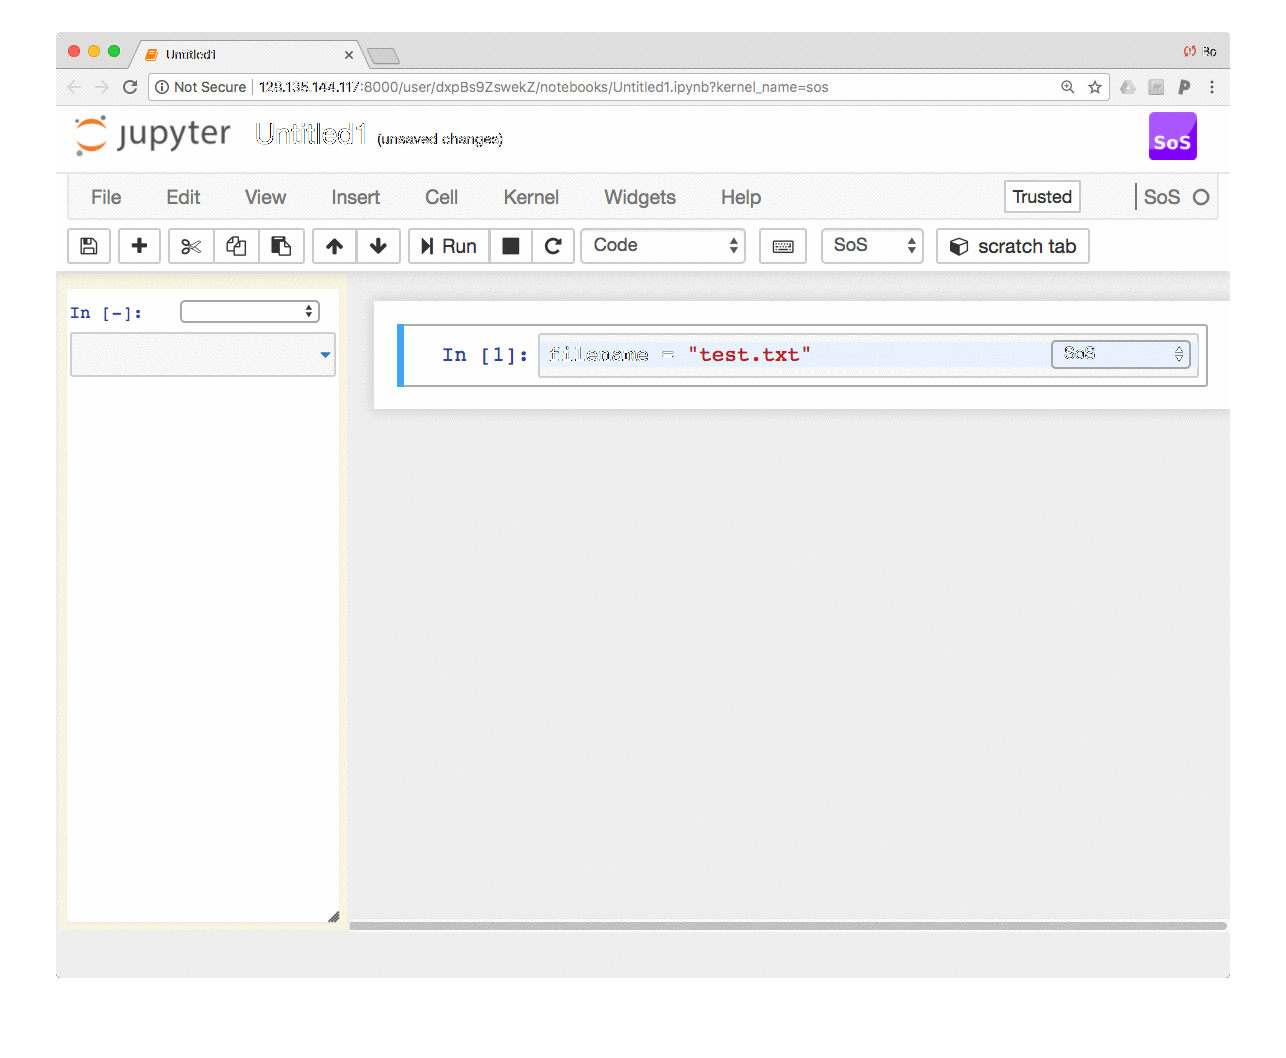 Untitled1
Bo
Not Secure 128.135.144.117:8000/user/dxpBs9ZswekZ/notebooks/Untitled1.ipynb?kernel_name=sos
jupyter Untitled1 (unsaved changes)
SoS
File Edit View Insert Cell Kernel Widgets Help Trusted SoS
Run Code SoS scratch tab
In [-]:
In [1]: filename = "test.txt" SoS